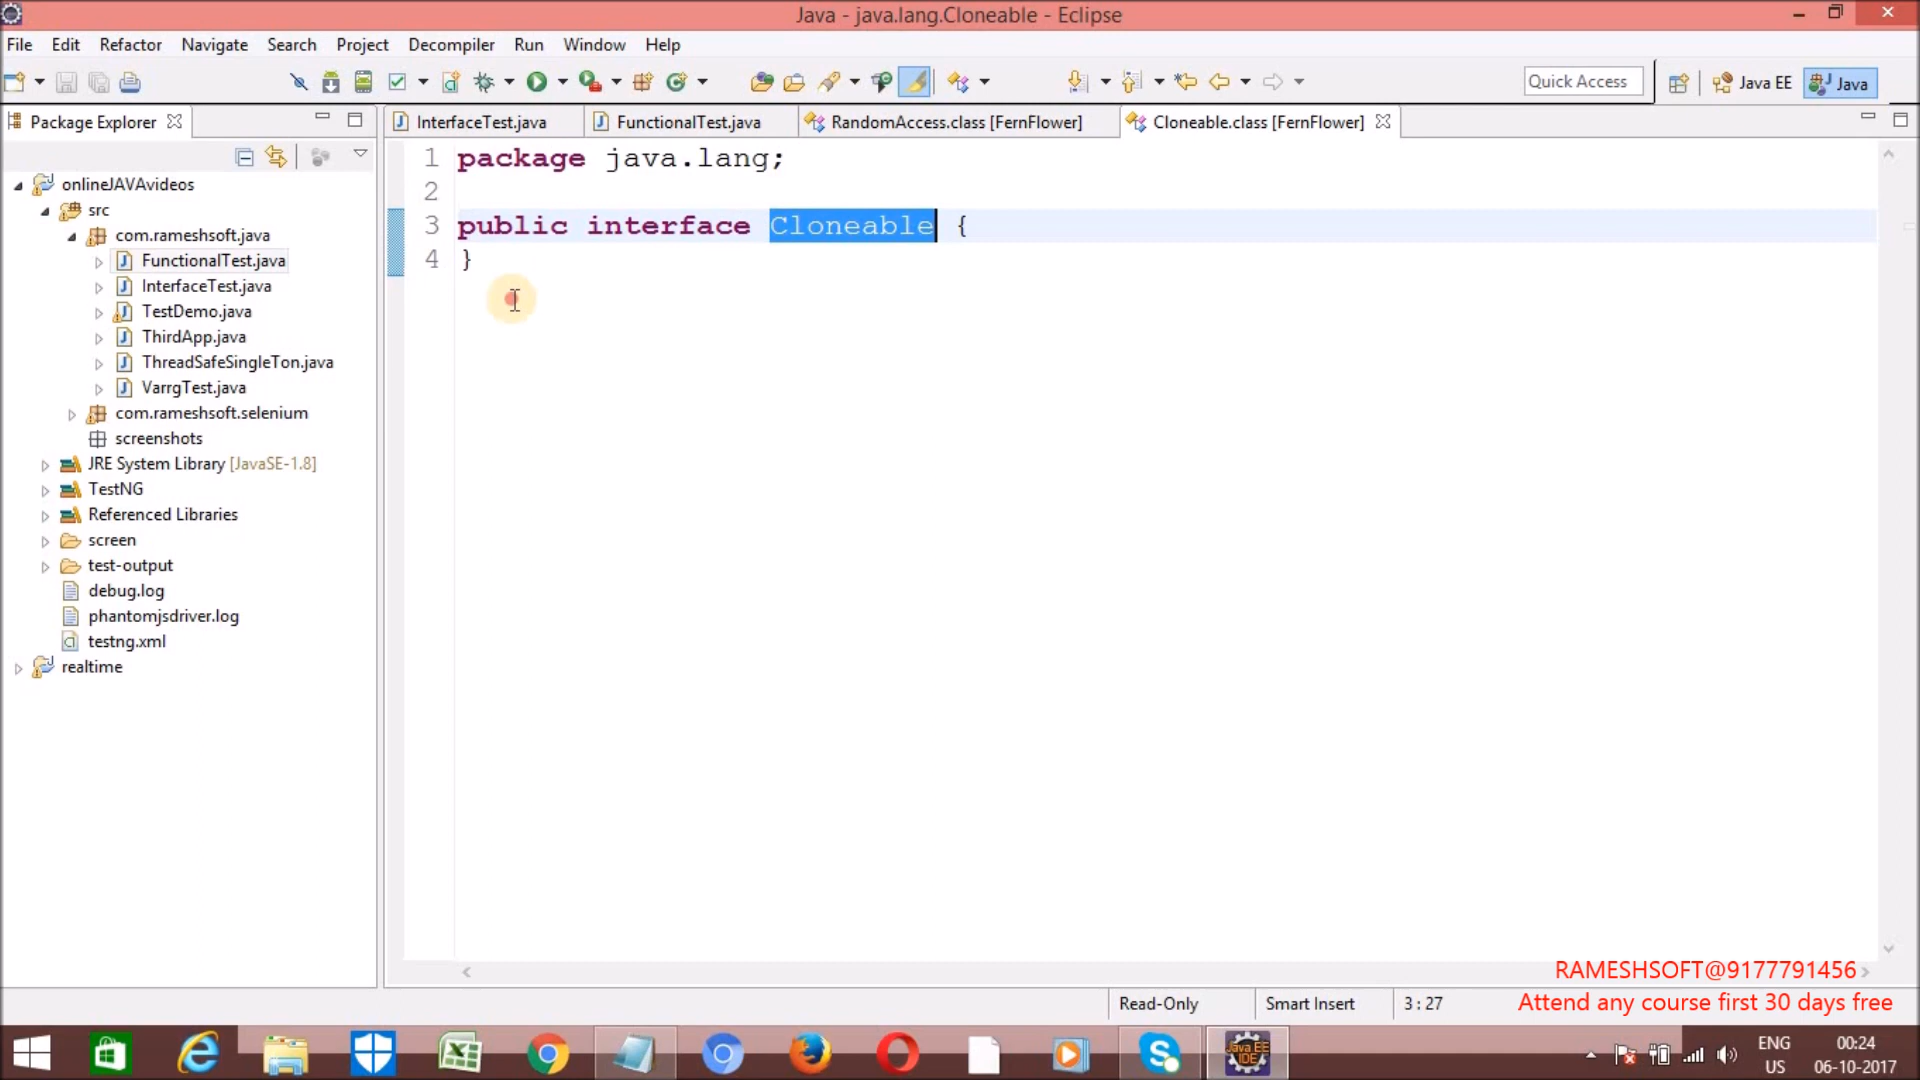 Java - java.lang.Cloneable - Eclipse
File Edit Refactor Navigate Search Project Decompiler Run Window Help
Quick Access
Java EE
Java
Package Explorer
InterfaceTest.java
FunctionalTest.java
RandomAccess.class [FernFlower]
Cloneable.class [FernFlower]
onlineJAVAvideos
src
com.rameshsoft.java
FunctionalTest.java
InterfaceTest.java
TestDemo.java
ThirdApp.java
ThreadSafeSingleTon.java
VarrgTest.java
com.rameshsoft.selenium
screenshots
JRE System Library [JavaSE-1.8]
TestNG
Referenced Libraries
screen
test-output
debug.log
phantomjsdriver.log
testng.xml
realtime
1 package java.lang;
2
3 public interface Cloneable {
4 }
RAMESHSOFT@9177791456
Attend any course first 30 days free
Read-Only
Smart Insert
3 : 27
Java EE
IDE
ENG
US
00:24
06-10-2017